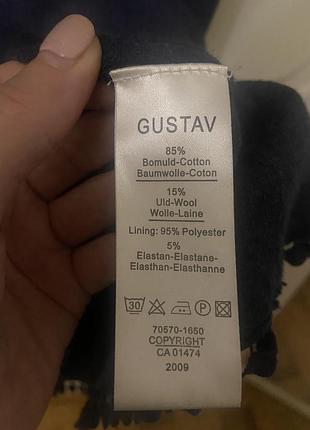 GUSTAV
85%
Bomuld-Cotton
Baumwolle-Coton
15%
Uld-Wool
Wolle-Laine
Lining: 95% Polyester
5%
Elastan-Elastane-
Elasthan-Elasthanne
30 P
70570-1650
COPYRIGHT
CA 01474
2009